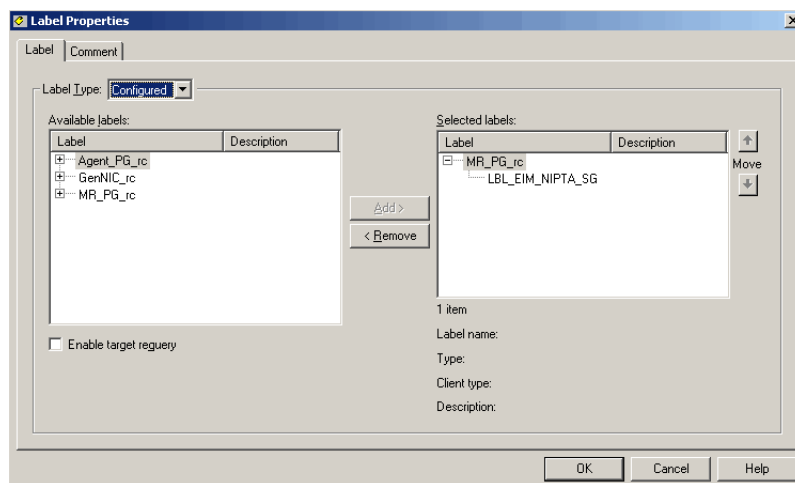 Label Properties
Label Comment
Label Type: Configured
Available labels:
Label Description
Agent_PG_rc
GenNIC_rc
MR_PG_rc
Enable target requery
Add >
< Remove
Selected labels:
Label Description
MR_PG_rc
LBL_EIM_NIPTA_SG
Move
1 item
Label name:
Type:
Client type:
Description:
OK Cancel Help